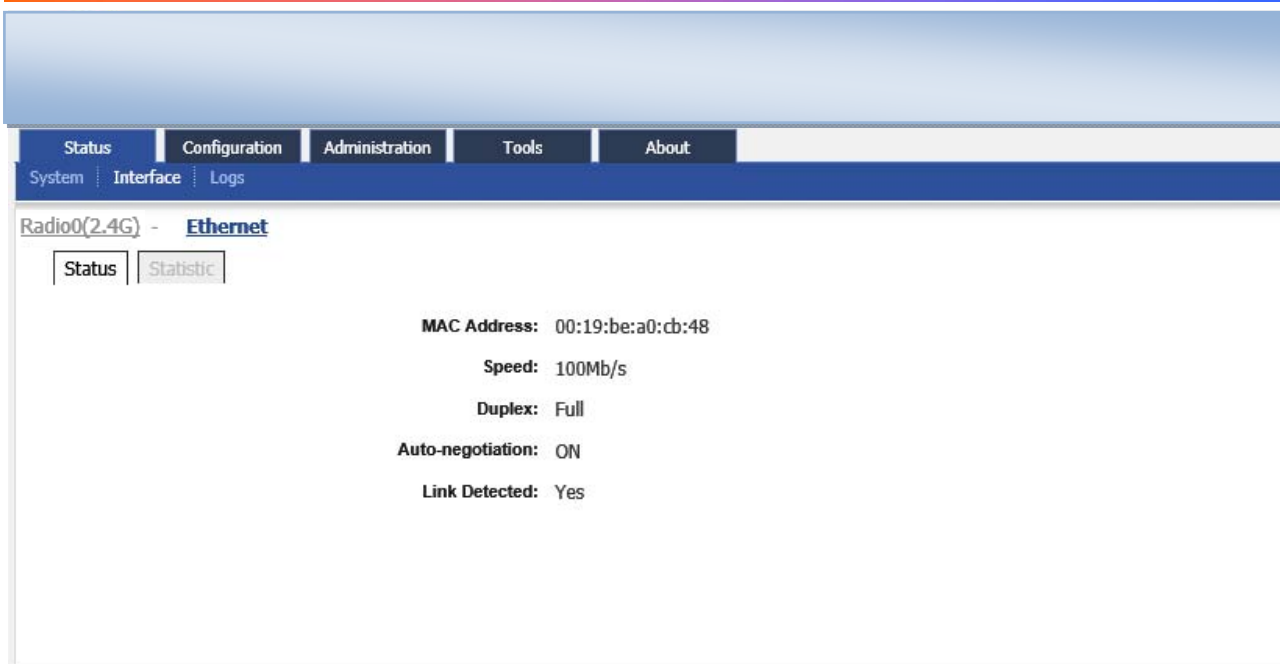 Status Configuration Administration Tools About
System Interface Logs
Radio0(2.4G) - Ethernet
Status Statistic
MAC Address: 00:19:be:a0:cb:48
Speed: 100Mb/s
Duplex: Full
Auto-negotiation: ON
Link Detected: Yes